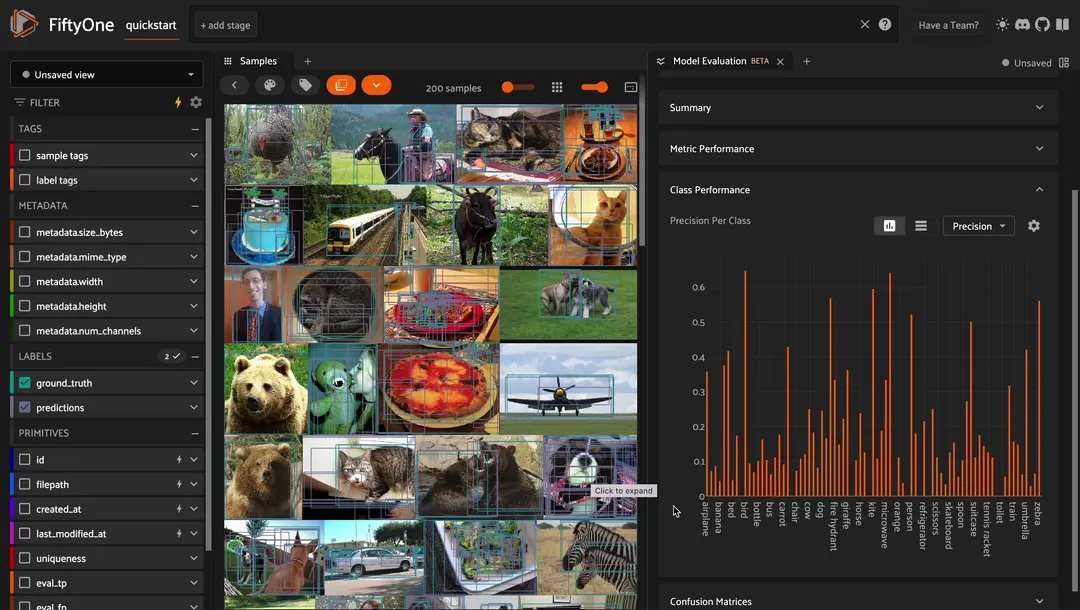 FiftyOne
quickstart
+ add stage
Have a Team?
Unsaved view
FILTER
TAGS
sample tags
label tags
METADATA
metadata.size_bytes
metadata.mime_type
metadata.width
metadata.height
metadata.num_channels
LABELS
2
ground_truth
predictions
PRIMITIVES
id
filepath
created_at
last_modified_at
uniqueness
eval_tp
eval_fp
Samples
+
200 samples
Click to expand
Model Evaluation BETA
+
Unsaved
Summary
Metric Performance
Class Performance
Precision Per Class
Precision
0.6
0.5
0.4
0.3
0.2
0.1
0
airplane
banana
bed
bird
bottle
bus
carrot
chair
cow
dog
fire hydrant
giraffe
horse
kite
microwave
orange
person
refrigerator
scissors
skateboard
spoon
suitcase
tennis racket
toilet
train
umbrella
zebra
Confusion Matrices